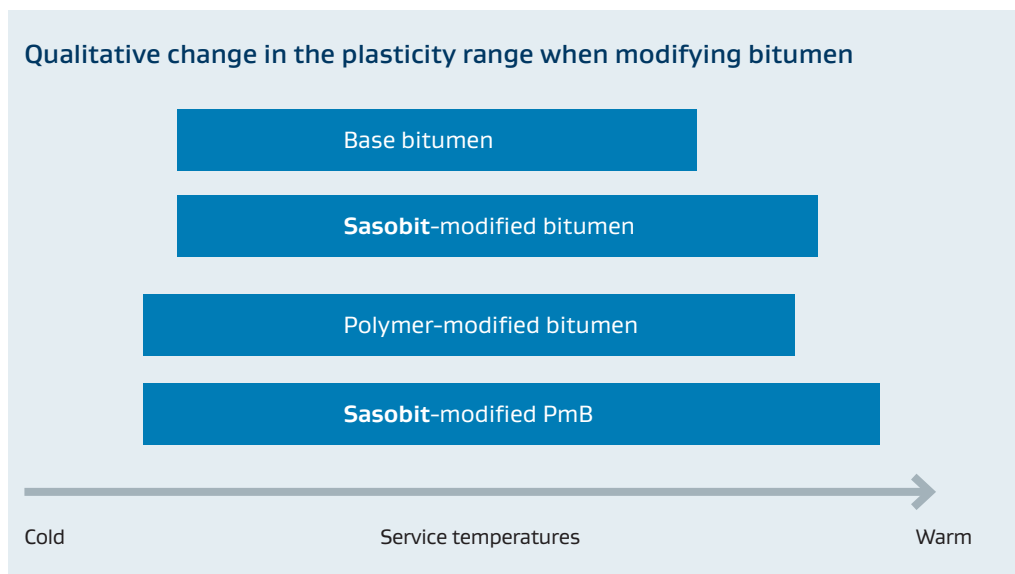 Qualitative change in the plasticity range when modifying bitumen
Base bitumen
Sasobit-modified bitumen
Polymer-modified bitumen
Sasobit-modified PmB
Cold Service temperatures Warm